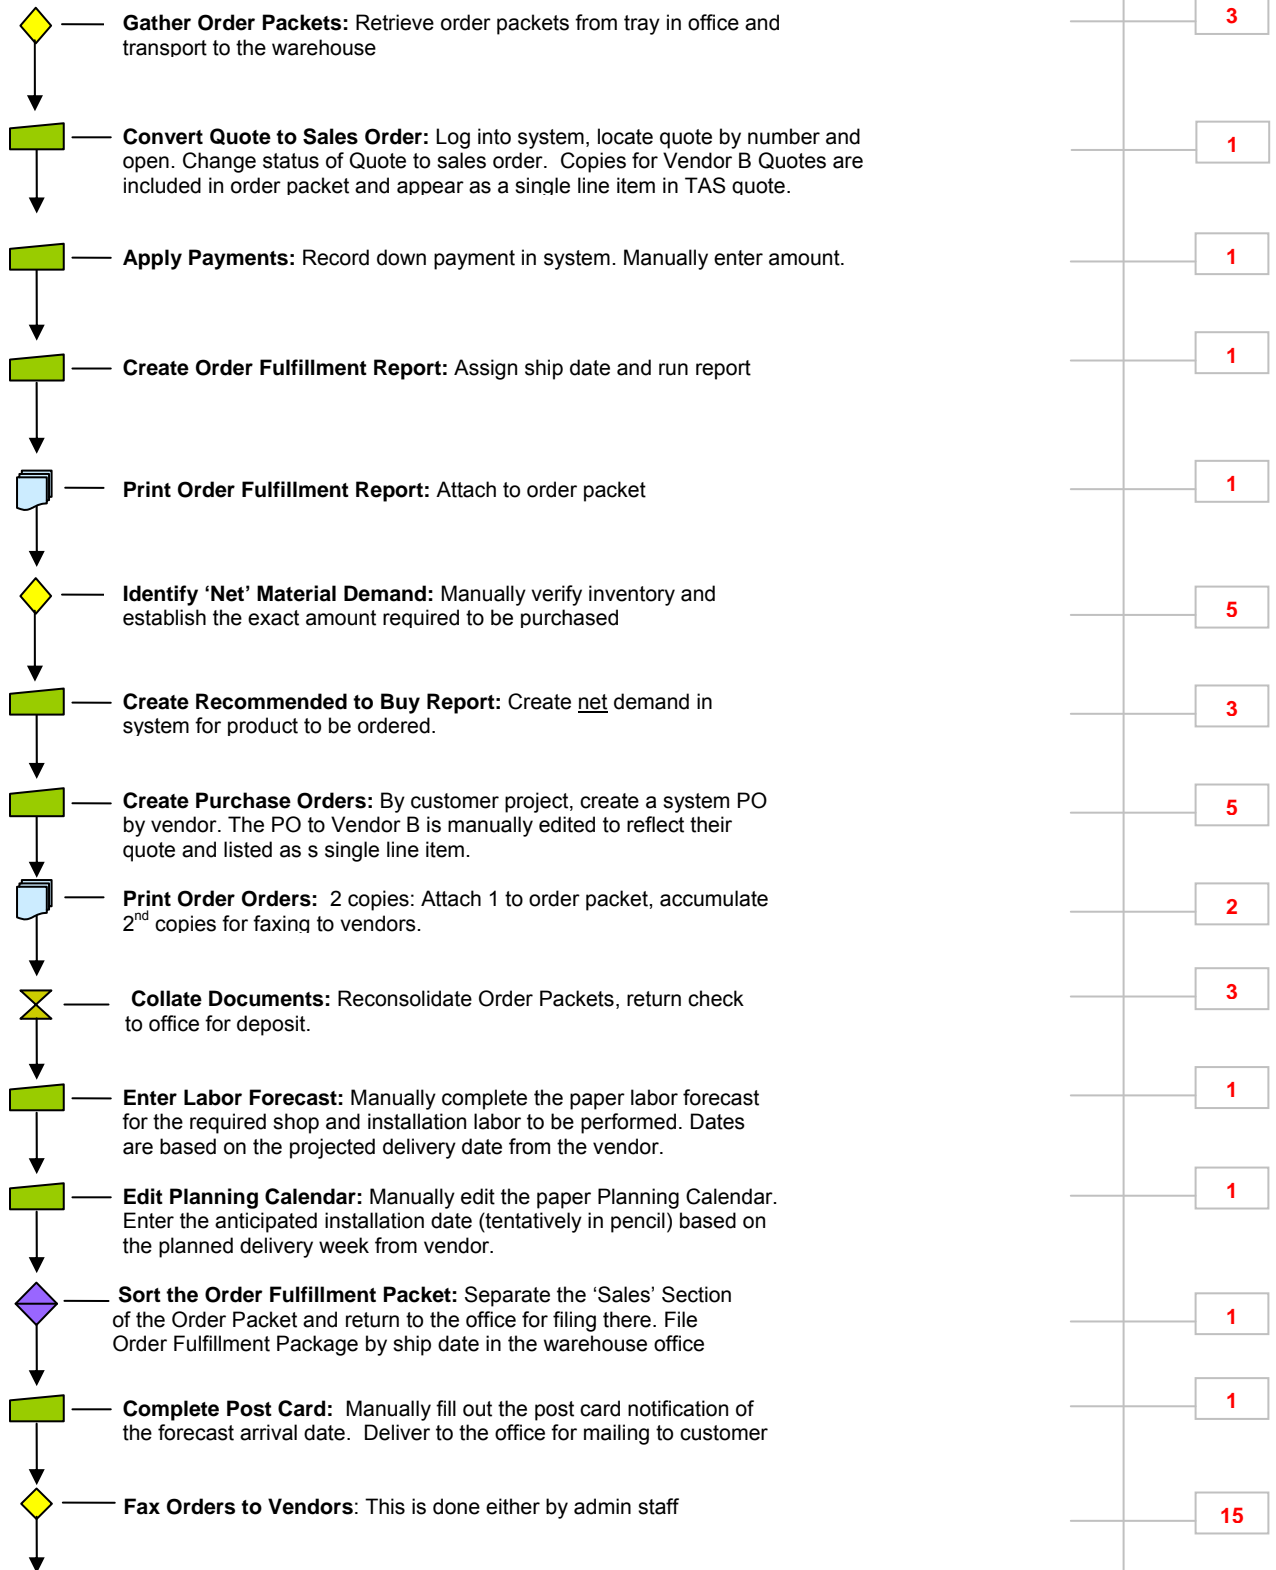 Gather Order Packets: Retrieve order packets from tray in office and
transport to the warehouse
3
Convert Quote to Sales Order: Log into system, locate quote by number and
open. Change status of Quote to sales order. Copies for Vendor B Quotes are
included in order packet and appear as a single line item in TAS quote.
1
Apply Payments: Record down payment in system. Manually enter amount.
1
Create Order Fulfillment Report: Assign ship date and run report
1
Print Order Fulfillment Report: Attach to order packet
1
Identify ‘Net’ Material Demand: Manually verify inventory and
establish the exact amount required to be purchased
5
Create Recommended to Buy Report: Create net demand in
system for product to be ordered.
3
Create Purchase Orders: By customer project, create a system PO
by vendor. The PO to Vendor B is manually edited to reflect their
quote and listed as s single line item.
5
Print Order Orders: 2 copies: Attach 1 to order packet, accumulate
2nd copies for faxing to vendors.
2
Collate Documents: Reconsolidate Order Packets, return check
to office for deposit.
3
Enter Labor Forecast: Manually complete the paper labor forecast
for the required shop and installation labor to be performed. Dates
are based on the projected delivery date from the vendor.
1
Edit Planning Calendar: Manually edit the paper Planning Calendar.
Enter the anticipated installation date (tentatively in pencil) based on
the planned delivery week from vendor.
1
Sort the Order Fulfillment Packet: Separate the ‘Sales’ Section
of the Order Packet and return to the office for filing there. File
Order Fulfillment Package by ship date in the warehouse office
1
Complete Post Card: Manually fill out the post card notification of
the forecast arrival date. Deliver to the office for mailing to customer
1
Fax Orders to Vendors: This is done either by admin staff
15